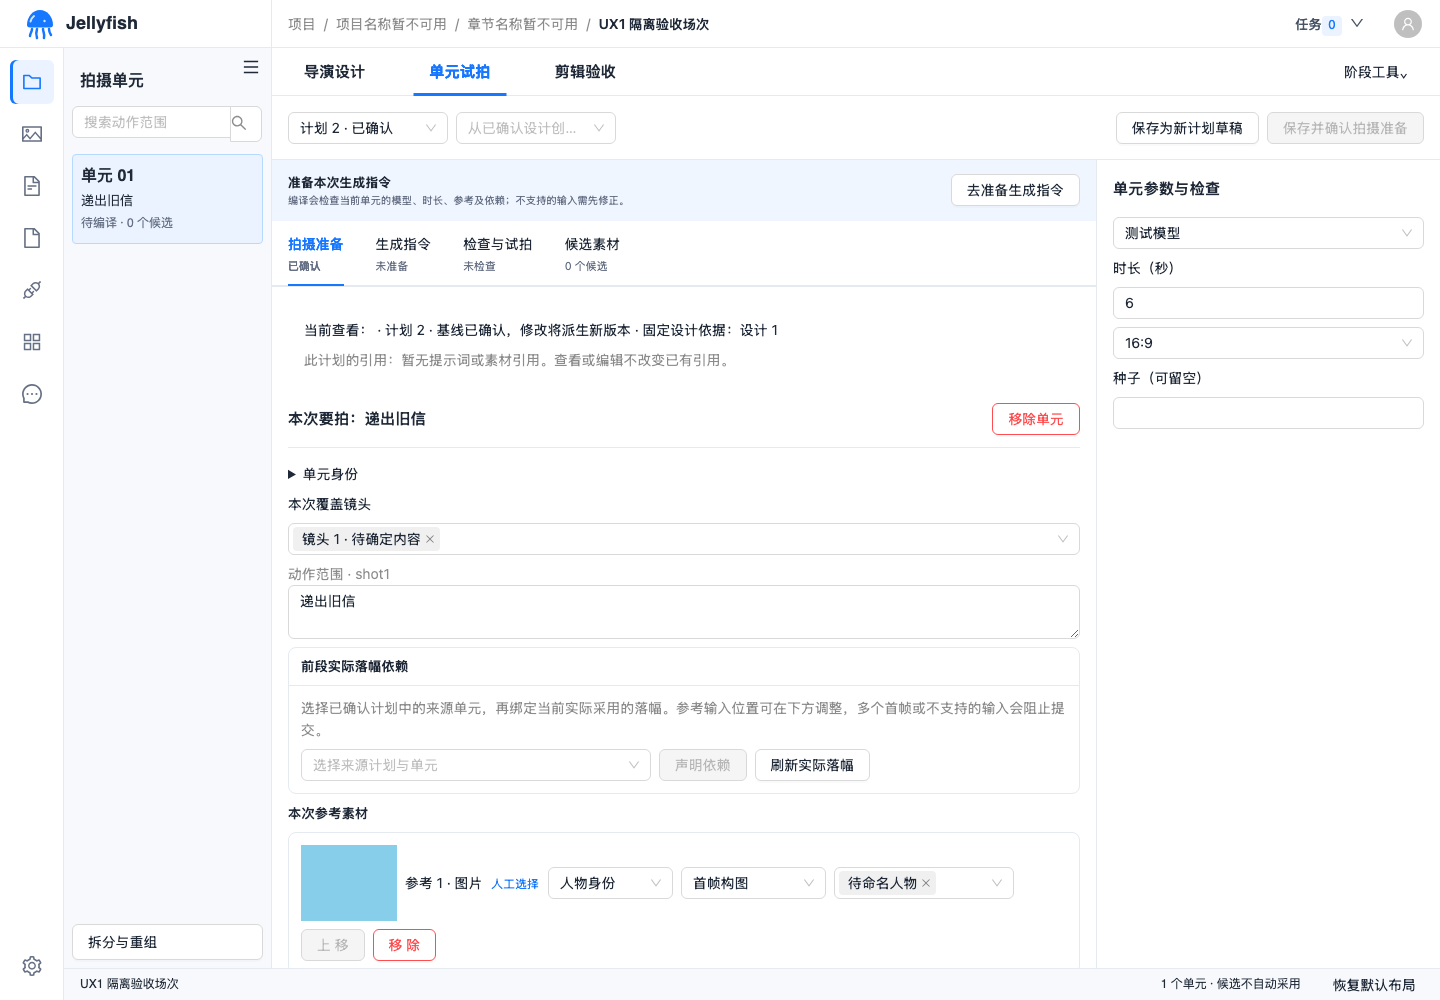 Jellyfish
项目 / 项目名称暂不可用 / 章节名称暂不可用 / UX1 隔离验收场次
任务 0
拍摄单元
搜索动作范围
单元 01
递出旧信
待编译 · 0 个候选
拆分与重组
导演设计
单元试拍
剪辑验收
阶段工具
计划 2 · 已确认
从已确认设计创...
保存为新计划草稿
保存并确认拍摄准备
准备本次生成指令
编译会检查当前单元的模型、时长、参考及依赖；不支持的输入需先修正。
去准备生成指令
拍摄准备
已确认
生成指令
未准备
检查与试拍
未检查
候选素材
0 个候选
当前查看： · 计划 2 · 基线已确认，修改将派生新版本 · 固定设计依据：设计 1
此计划的引用：暂无提示词或素材引用。查看或编辑不改变已有引用。
本次要拍：递出旧信
移除单元
单元身份
本次覆盖镜头
镜头 1 · 待确定内容
动作范围 · shot1
递出旧信
前段实际落幅依赖
选择已确认计划中的来源单元，再绑定当前实际采用的落幅。参考输入位置可在下方调整，多个首帧或不支持的输入会阻止提
交。
选择来源计划与单元
声明依赖
刷新实际落幅
本次参考素材
参考 1 · 图片
人工选择
人物身份
首帧构图
待命名人物
上 移
移 除
单元参数与检查
测试模型
时长（秒）
6
16:9
种子（可留空）
UX1 隔离验收场次
1 个单元 · 候选不自动采用
恢复默认布局